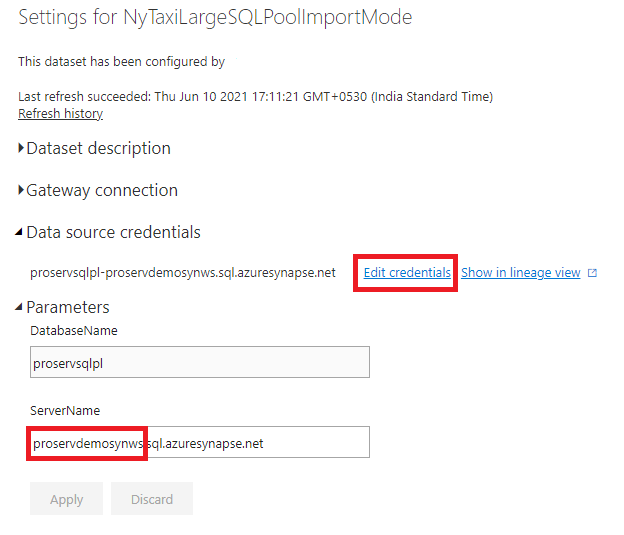 Settings for NyTaxiLargeSQLPoolImportMode
This dataset has been configured by
Last refresh succeeded: Thu Jun 10 2021 17:11:21 GMT+0530 (India Standard Time)
Refresh history
Dataset description
Gateway connection
Data source credentials
proservsqlpl-proservdemosynws.sql.azuresynapse.net Edit credentials Show in lineage view
Parameters
DatabaseName
proservsqlpl
ServerName
proservdemosynws.sql.azuresynapse.net
Apply Discard